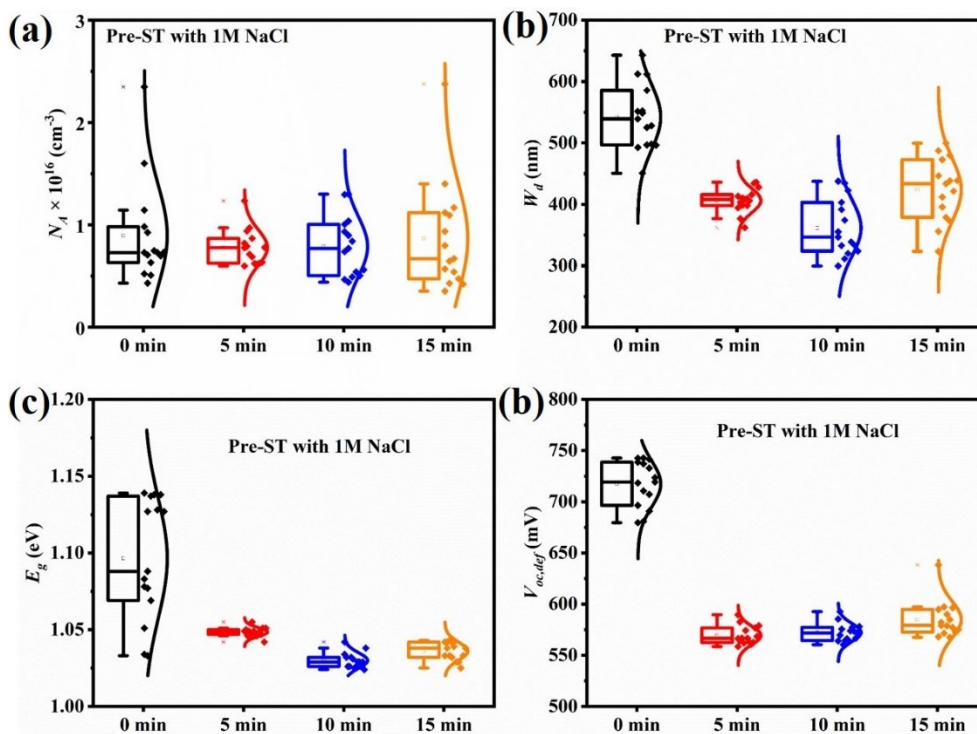 (a)
Pre-ST with 1M NaCl
N_A × 10^16 (cm^-3)
3
2
1
0
0 min
5 min
10 min
15 min
(b)
Pre-ST with 1M NaCl
W_d (nm)
700
600
500
400
300
200
0 min
5 min
10 min
15 min
(c)
Pre-ST with 1M NaCl
E_g (eV)
1.20
1.15
1.10
1.05
1.00
0 min
5 min
10 min
15 min
(b)
Pre-ST with 1M NaCl
V_oc,def (mV)
800
750
700
650
600
550
500
0 min
5 min
10 min
15 min